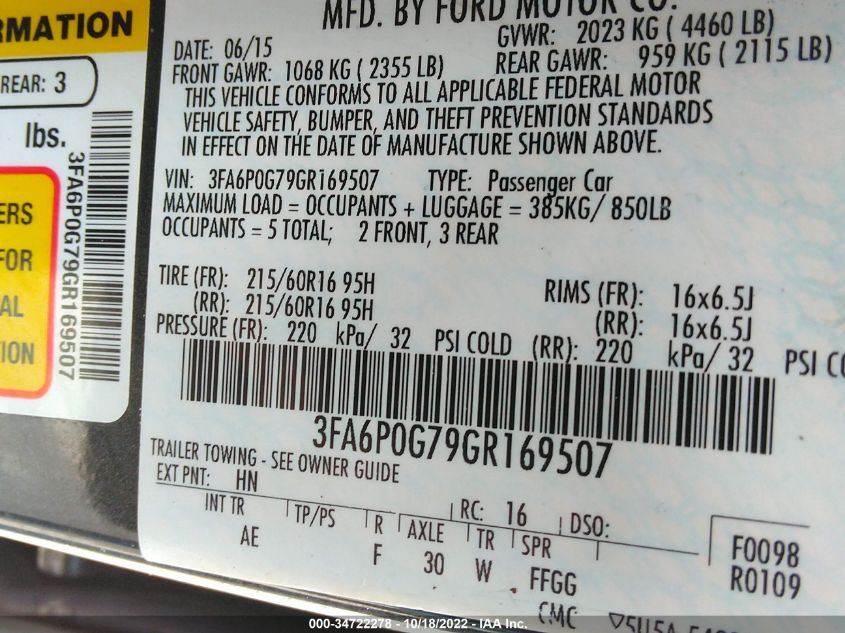 MFD. BY FORD MOTOR CO.
DATE: 06/15 GVWR: 2023 KG ( 4460 LB)
FRONT GAWR: 1068 KG ( 2355 LB) REAR GAWR: 959 KG ( 2115 LB)
THIS VEHICLE CONFORMS TO ALL APPLICABLE FEDERAL MOTOR
VEHICLE SAFETY, BUMPER, AND THEFT PREVENTION STANDARDS
IN EFFECT ON THE DATE OF MANUFACTURE SHOWN ABOVE.
VIN: 3FA6P0G79GR169507 TYPE: Passenger Car
MAXIMUM LOAD = OCCUPANTS + LUGGAGE = 385KG/ 850LB
OCCUPANTS = 5 TOTAL; 2 FRONT, 3 REAR
TIRE (FR): 215/60R16 95H RIMS (FR): 16x6.5J
(RR): 215/60R16 95H (RR): 16x6.5J
PRESSURE (FR): 220 kPa/ 32 PSI COLD (RR): 220 kPa/ 32 PSI CO
3FA6P0G79GR169507
TRAILER TOWING - SEE OWNER GUIDE
EXT PNT: HN RC: 16 DSO:
INT TR TP/PS R AXLE TR SPR F0098
AE F 30 W FFGG R0109
CMC
RMATION
REAR: 3
lbs.
3FA6P0G79GR169507
ERS
FOR
AL
TION
000-34722278 - 10/18/2022 - IAA Inc.